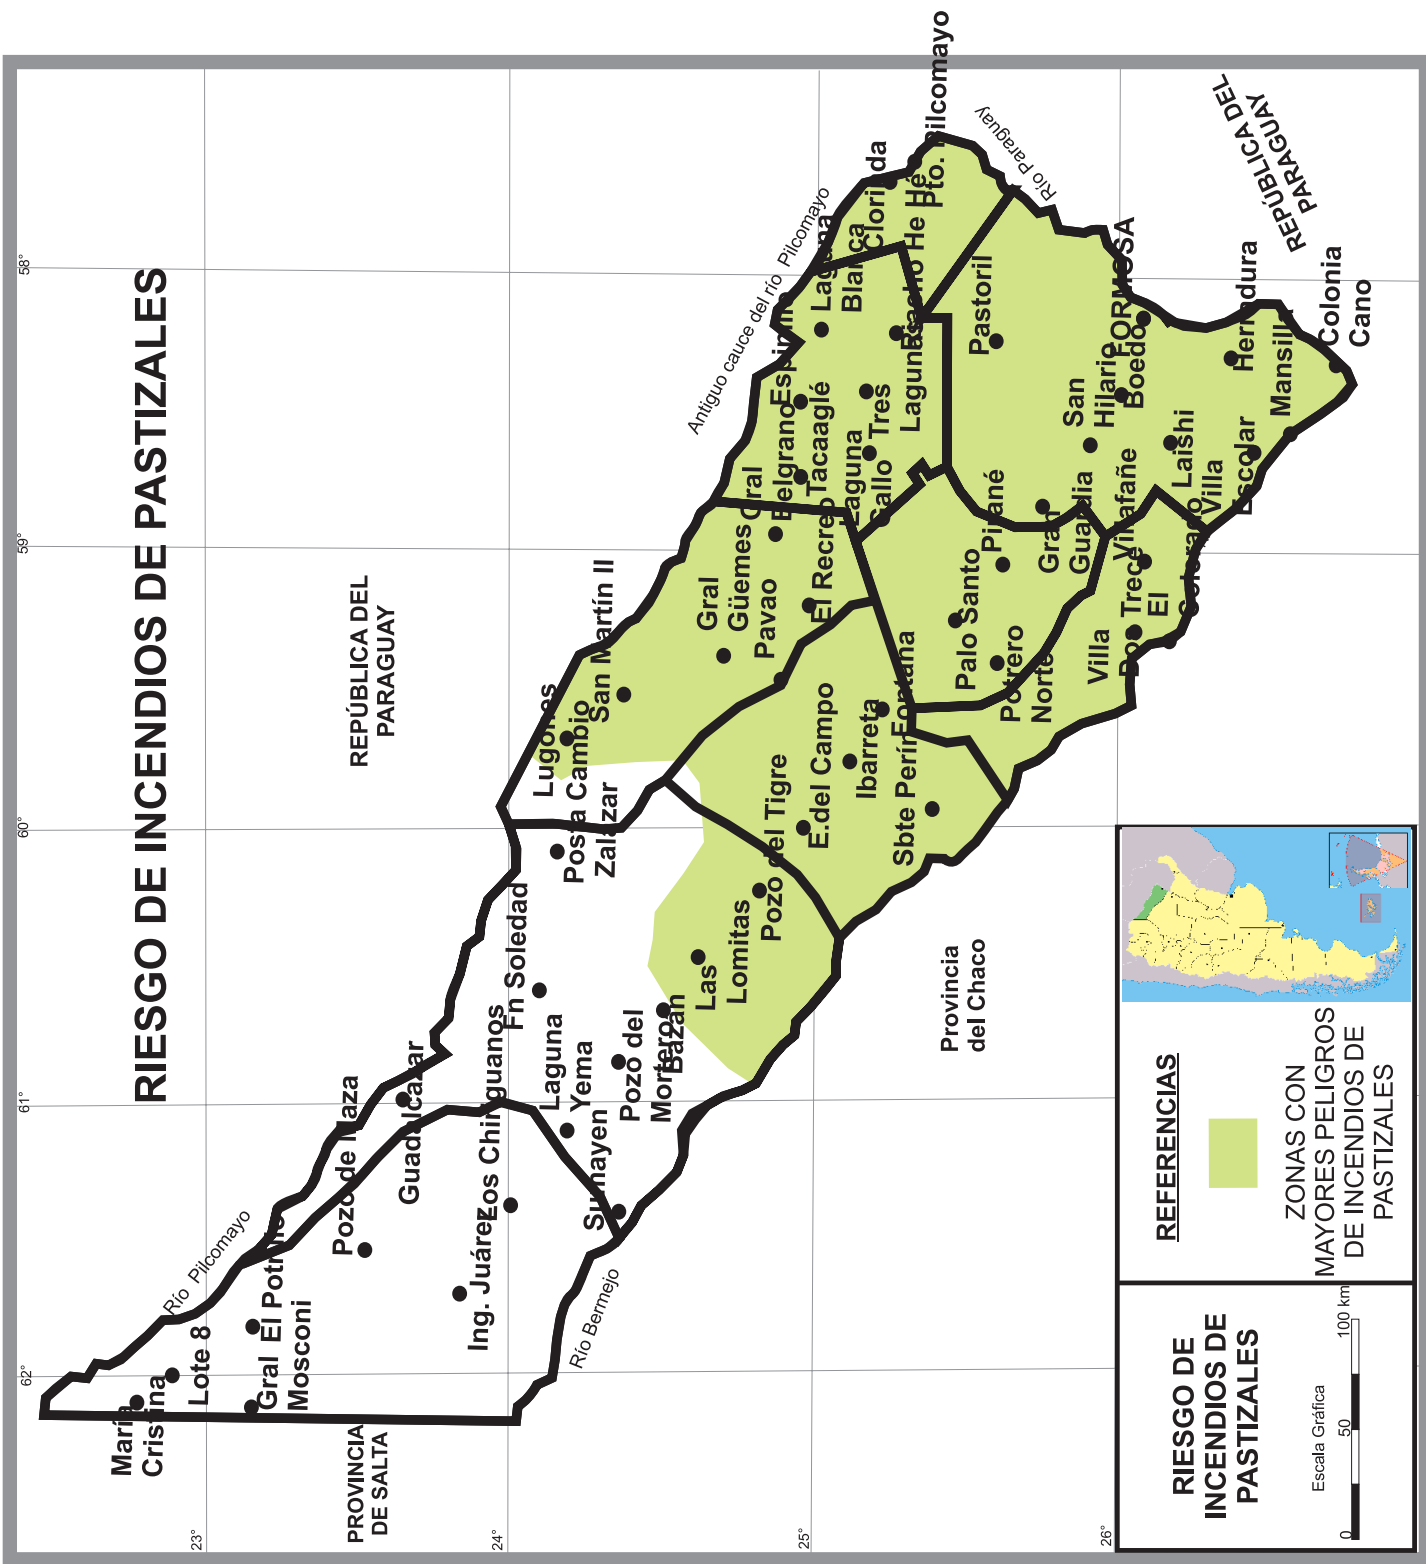 RIESGO DE INCENDIOS DE PASTIZALES
62°
61°
60°
59°
58°
23°
24°
25°
26°
REPÚBLICA DEL
PARAGUAY
REPÚBLICA DEL
PARAGUAY
PROVINCIA
DE SALTA
Provincia
del Chaco
Río Pilcomayo
Antiguo cauce del río Pilcomayo
Río Paraguay
Río Bermejo
María
Cristina
Lote 8
Gral
Mosconi
El Potrillo
Pozo de Maza
Guadalcazar
Ing. Juárez
Los Chiriguanos
Sumayen
Laguna
Yema
Fn Soledad
Pozo del
Mortero
Bazán
Las
Lomitas
Posta Cambio
Zalazar
Lugones
San Martín II
Pozo del Tigre
E.del Campo
Ibarreta
Sbte Perín
Fontana
Gral
Güemes
Pavao
El Recreo
Gral
Belgrano
Tacaaglé
Espinillo
Laguna
Gallo
Tres
Lagunas
Laguna
Blanca
Riacho He Hé
Clorinda
Pto. Pilcomayo
Pastoril
Palo Santo
Potrero
Norte
Pirané
Gran
Guardia
San
Hilario
Boedo
FORMOSA
Villafañe
Laishi
Villa
Escolar
Villa
Dos Trece
El
Colorado
Herradura
Mansilla
Colonia
Cano
RIESGO DE
INCENDIOS DE
PASTIZALES
Escala Gráfica
0 50 100 km
REFERENCIAS
ZONAS CON
MAYORES PELIGROS
DE INCENDIOS DE
PASTIZALES